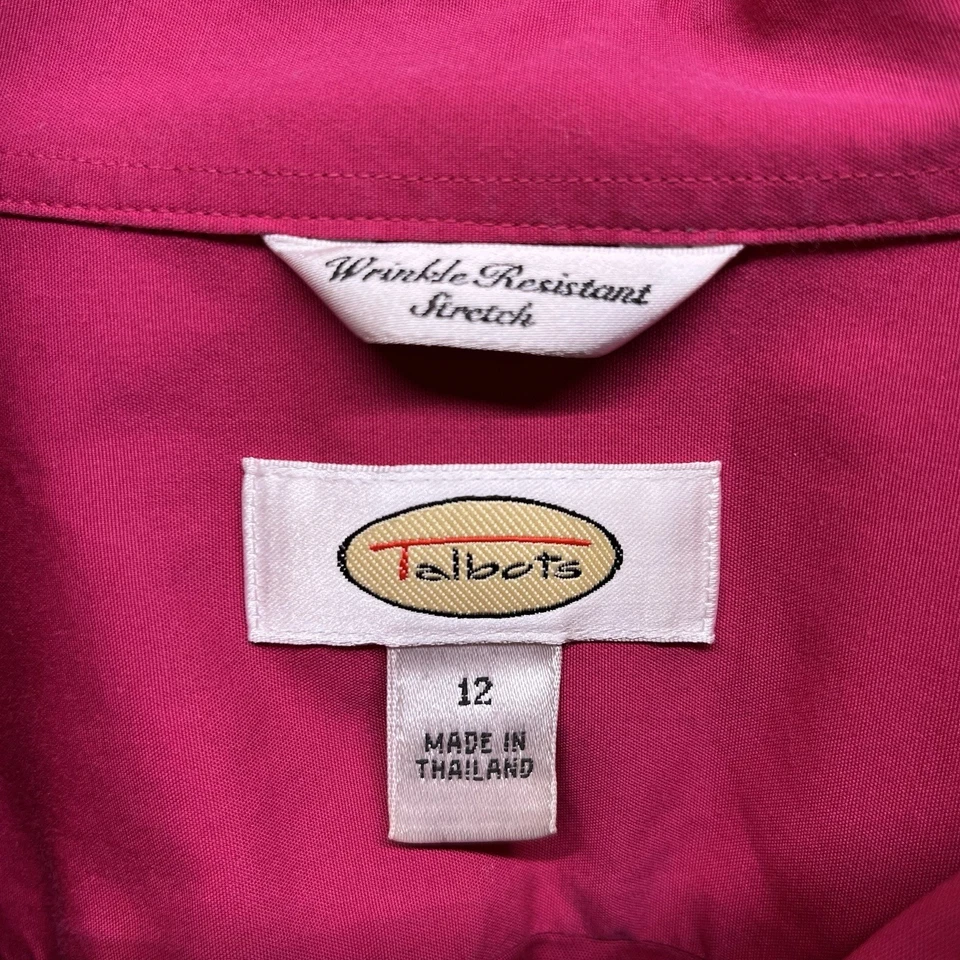 Wrinkle Resistant
Stretch
Talbots
12
MADE IN
THAILAND